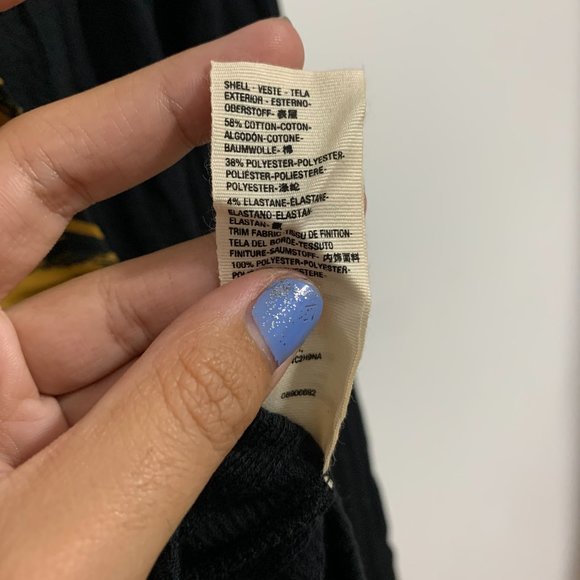 SHELL - VESTE - TELA
EXTERIOR - ESTERNO-
OBERSTOFF- 表層
58% COTTON-COTON-
ALGODÓN-COTONE-
BAUMWOLLE- 棉
38% POLYESTER-POLYESTER-
POLIÉSTER-POLIESTERE-
POLYESTER- 涤纶
4% ELASTANE-ÉLASTANE-
ELASTANO-ELASTAN
ELASTAN-
TRIM FABRIC-TISSU DE FINITION-
TELA DEL BORDE-TESSUTO
FINITURE-SAUMSTOFF- 内饰面料
100% POLYESTER-POLYESTER-
08906682